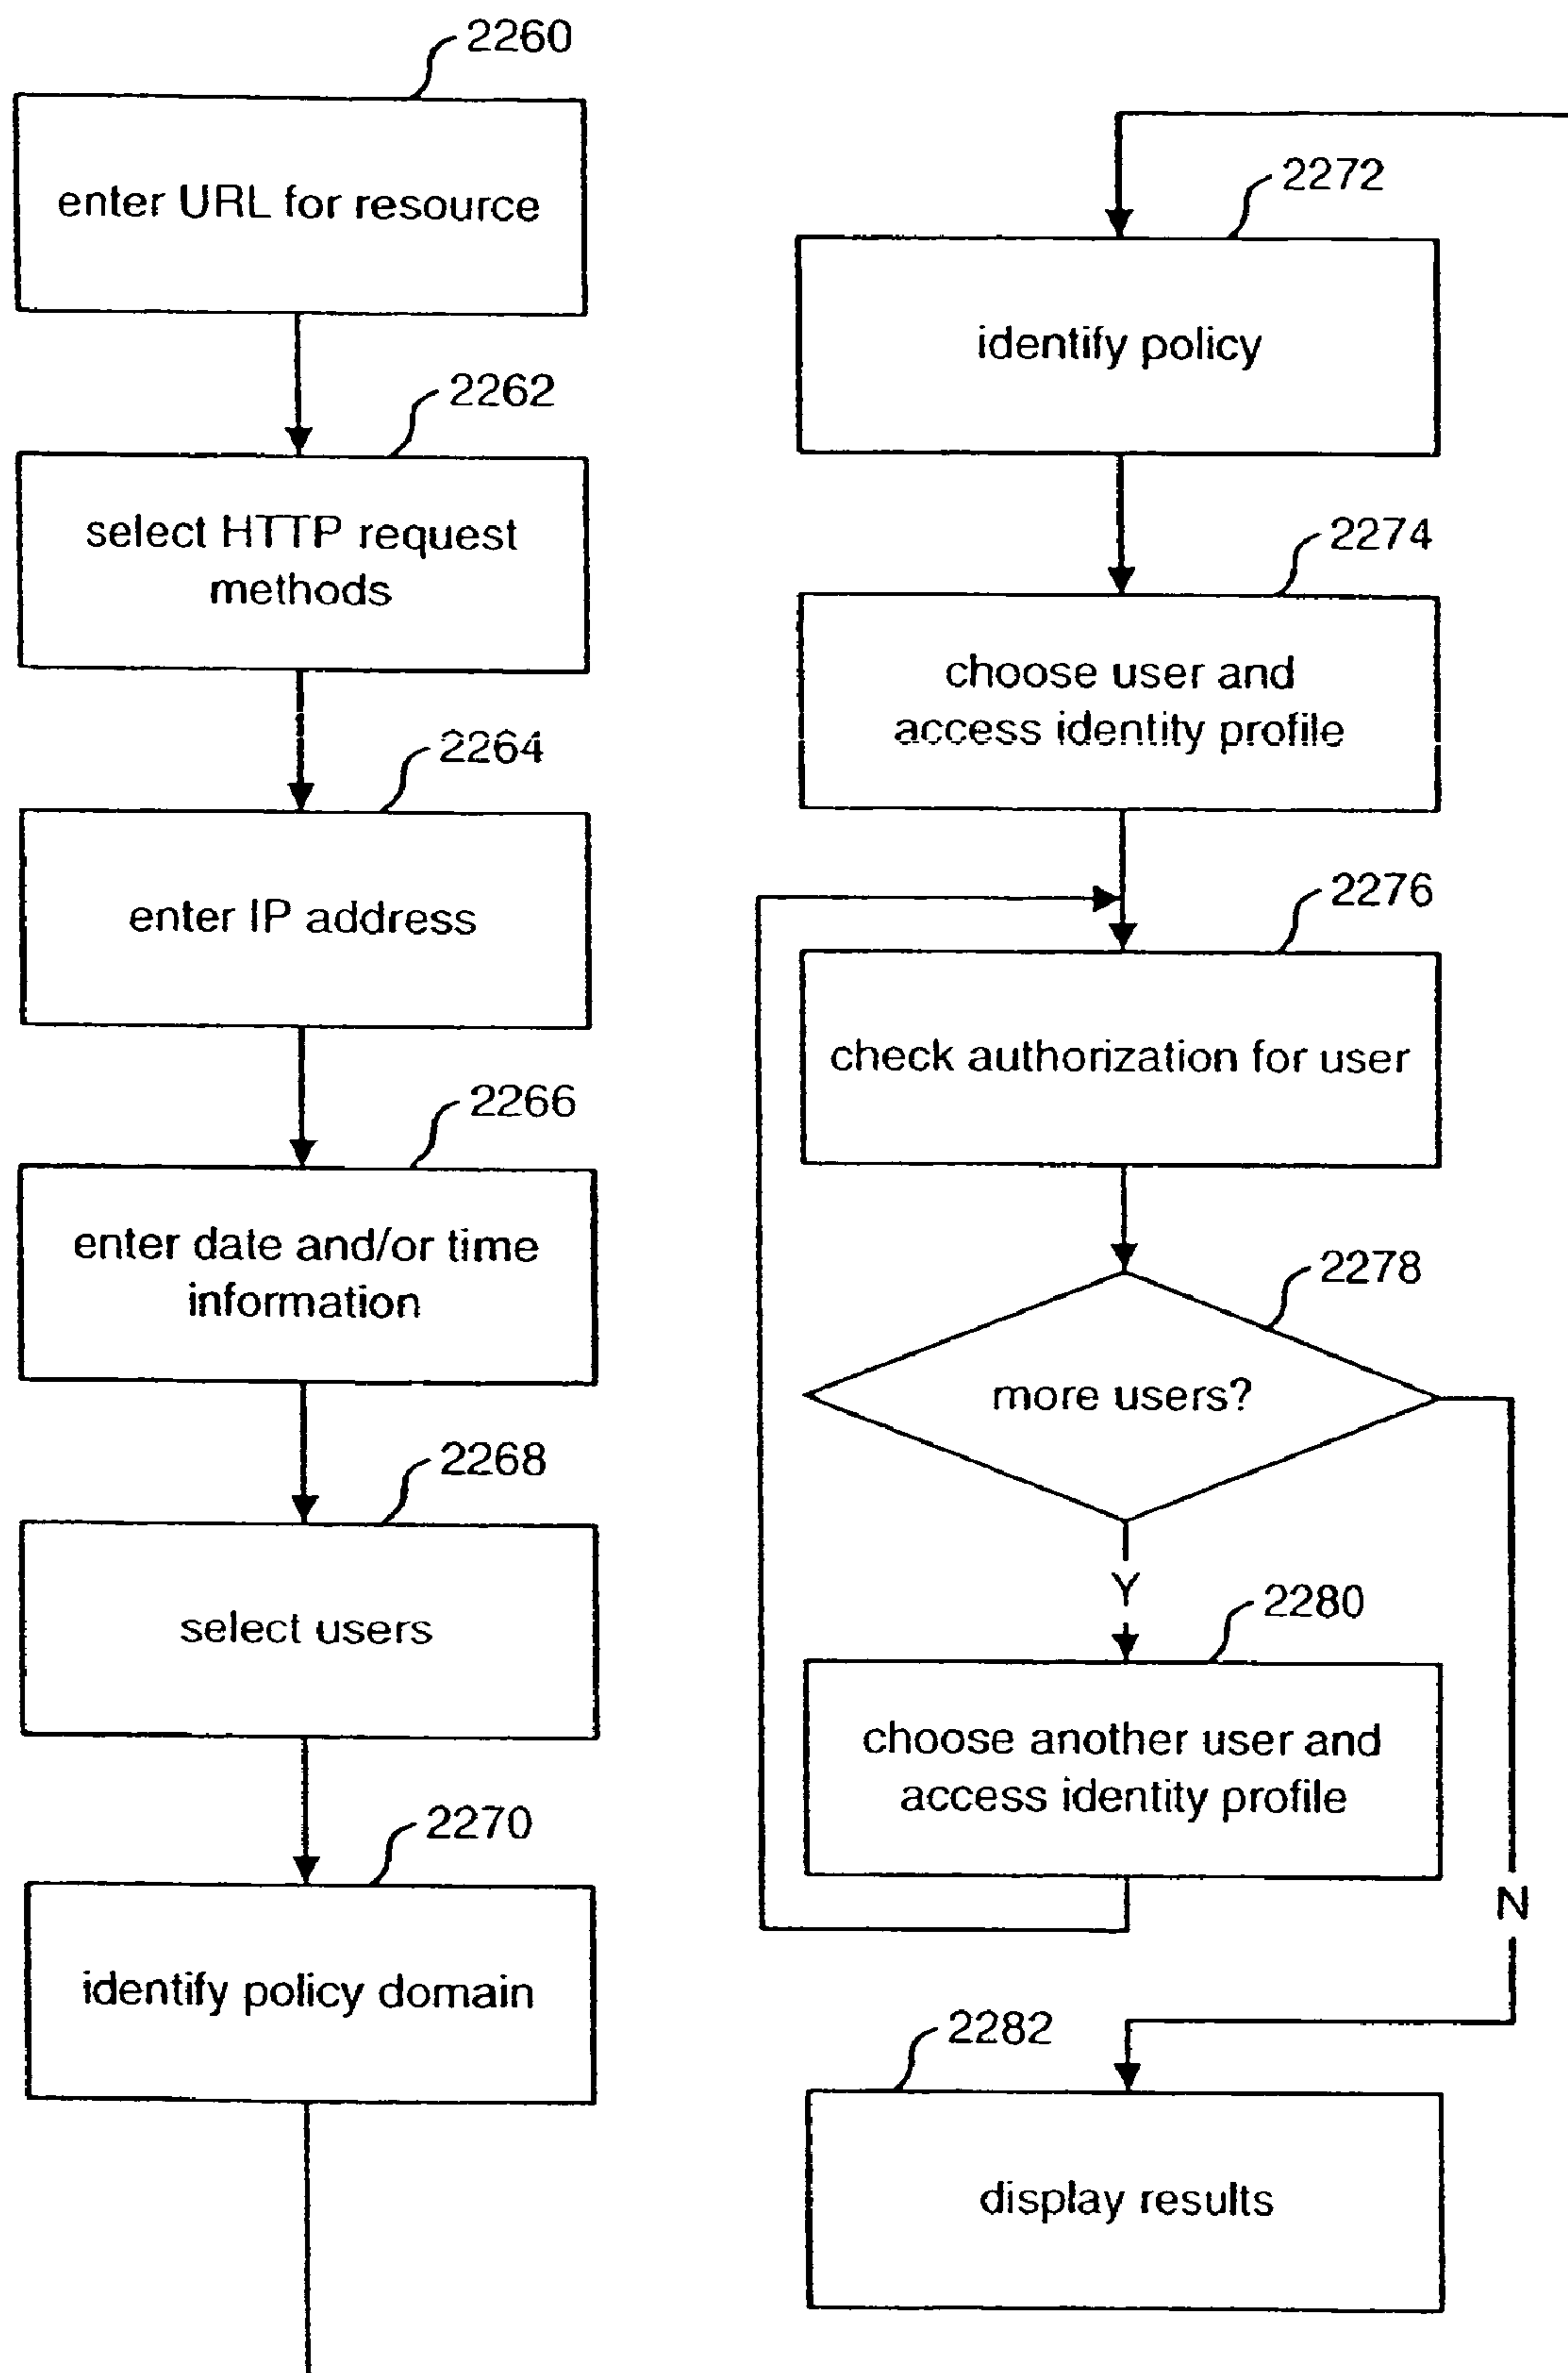 2260
enter URL for resource
2262
select HTTP request
methods
2264
enter IP address
2266
enter date and/or time
information
2268
select users
2270
identify policy domain
2272
identify policy
2274
choose user and
access identity profile
2276
check authorization for user
2278
more users?
Y
2280
choose another user and
access identity profile
N
2282
display results